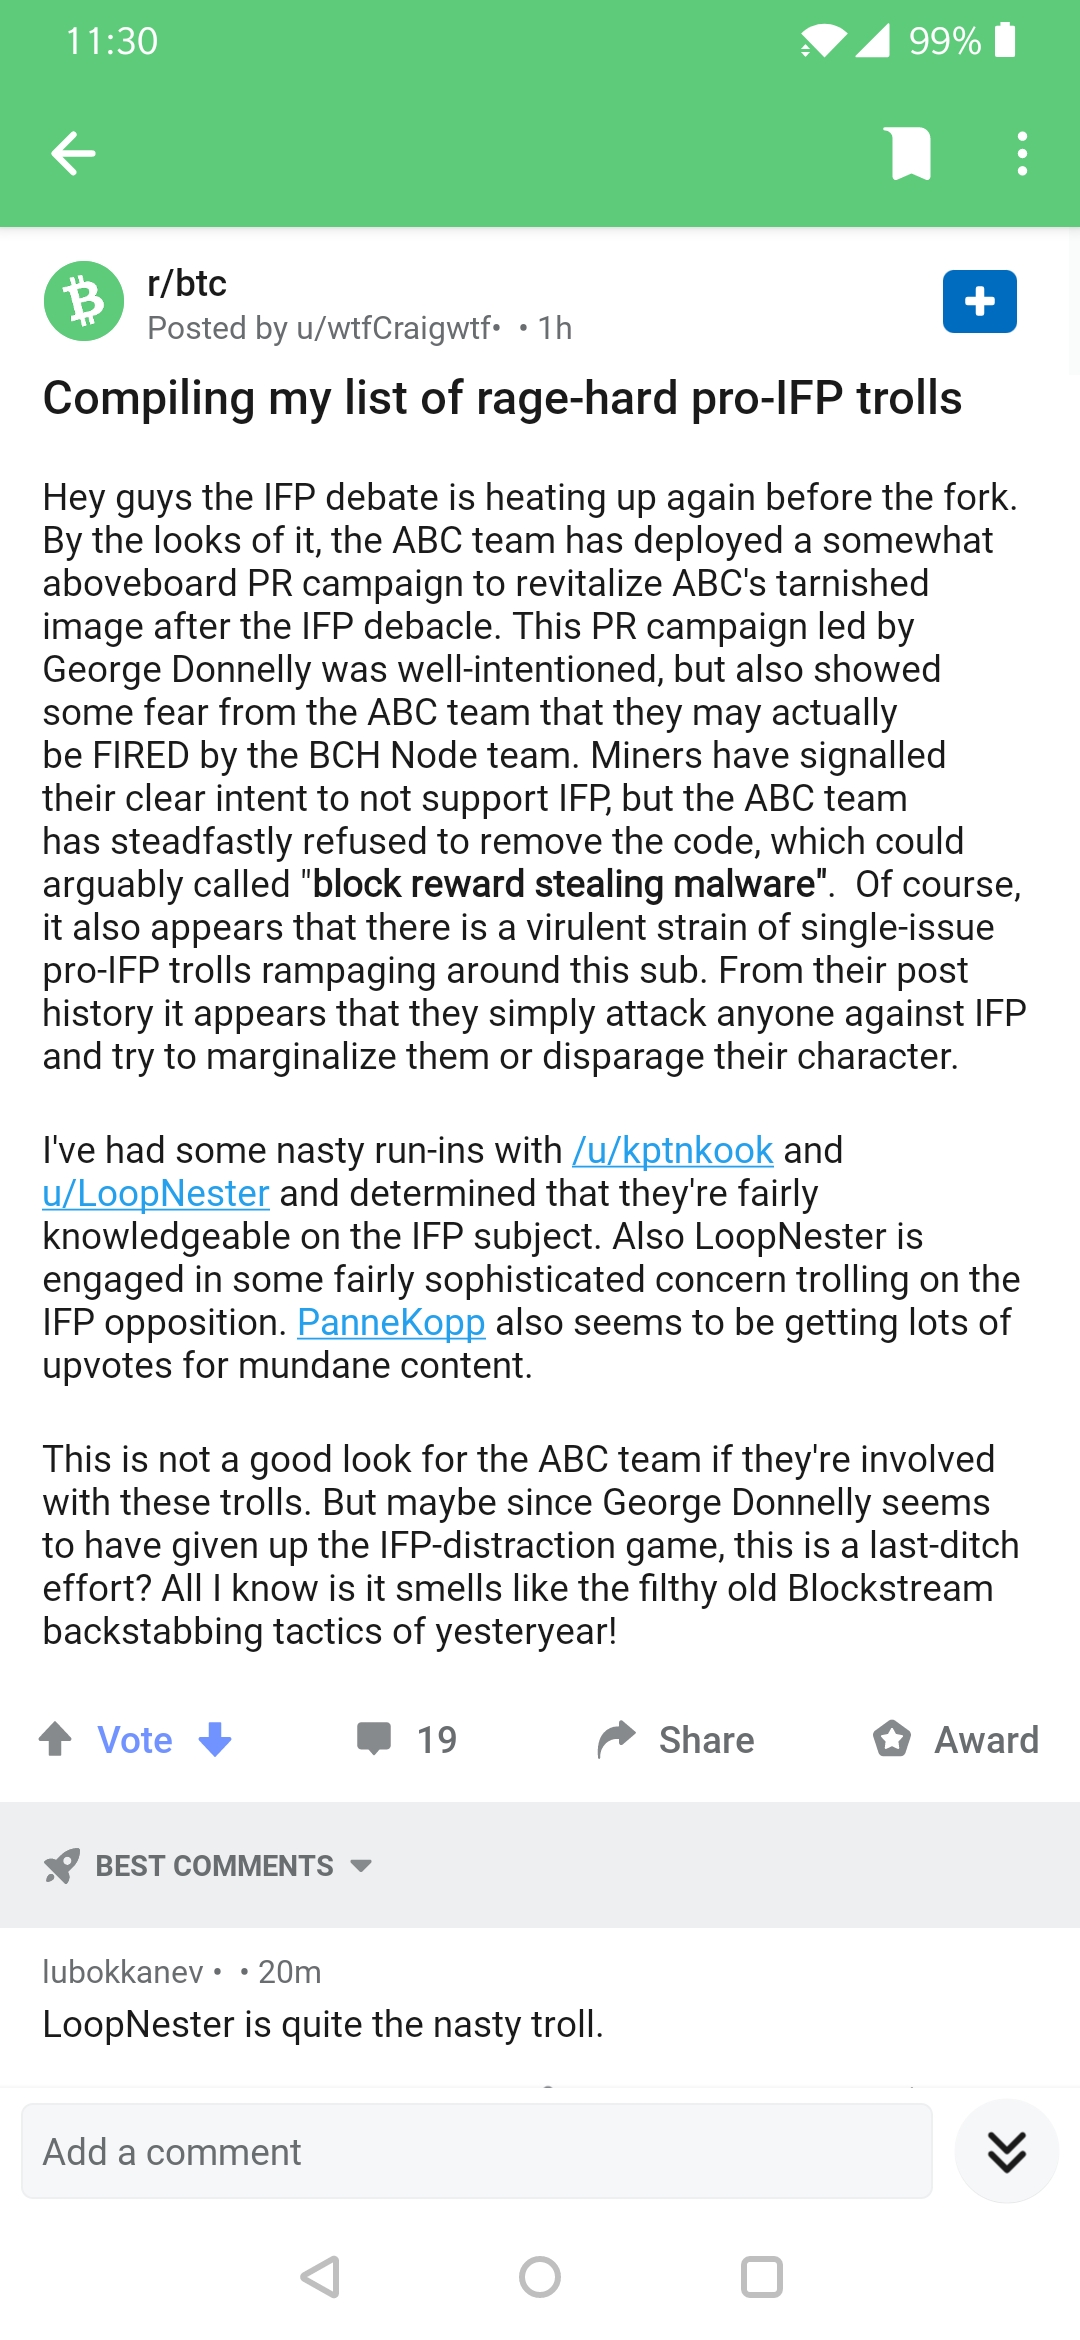 11:30
99%
r/btc
Posted by u/wtfCraigwtf• • 1h
Compiling my list of rage-hard pro-IFP trolls
Hey guys the IFP debate is heating up again before the fork.
By the looks of it, the ABC team has deployed a somewhat
aboveboard PR campaign to revitalize ABC's tarnished
image after the IFP debacle. This PR campaign led by
George Donnelly was well-intentioned, but also showed
some fear from the ABC team that they may actually
be FIRED by the BCH Node team. Miners have signalled
their clear intent to not support IFP, but the ABC team
has steadfastly refused to remove the code, which could
arguably called "block reward stealing malware".  Of course,
it also appears that there is a virulent strain of single-issue
pro-IFP trolls rampaging around this sub. From their post
history it appears that they simply attack anyone against IFP
and try to marginalize them or disparage their character.
I've had some nasty run-ins with /u/kptnkook and
u/LoopNester and determined that they're fairly
knowledgeable on the IFP subject. Also LoopNester is
engaged in some fairly sophisticated concern trolling on the
IFP opposition. PanneKopp also seems to be getting lots of
upvotes for mundane content.
This is not a good look for the ABC team if they're involved
with these trolls. But maybe since George Donnelly seems
to have given up the IFP-distraction game, this is a last-ditch
effort? All I know is it smells like the filthy old Blockstream
backstabbing tactics of yesteryear!
Vote 19 Share Award
BEST COMMENTS
lubokkanev • • 20m
LoopNester is quite the nasty troll.
Add a comment